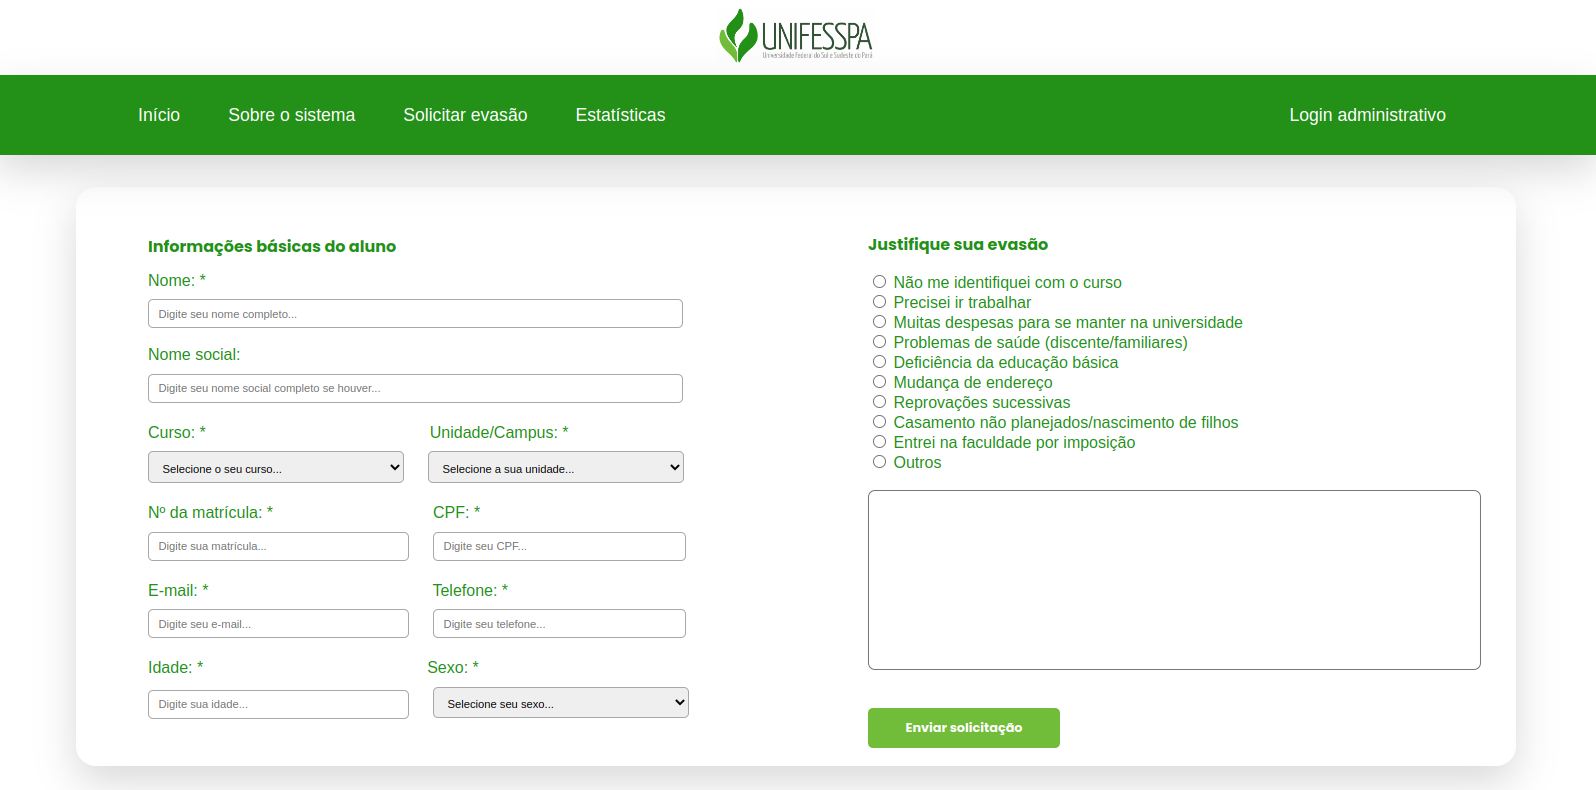 UNIFESSPA
Universidade Federal do Sul e Sudeste do Pará
Início Sobre o sistema Solicitar evasão Estatísticas Login administrativo
Informações básicas do aluno
Nome: *
Digite seu nome completo...
Nome social:
Digite seu nome social completo se houver...
Curso: * Unidade/Campus: *
Selecione o seu curso... Selecione a sua unidade...
Nº da matrícula: * CPF: *
Digite sua matrícula... Digite seu CPF...
E-mail: * Telefone: *
Digite seu e-mail... Digite seu telefone...
Idade: * Sexo: *
Digite sua idade... Selecione seu sexo...
Justifique sua evasão
Não me identifiquei com o curso
Precisei ir trabalhar
Muitas despesas para se manter na universidade
Problemas de saúde (discente/familiares)
Deficiência da educação básica
Mudança de endereço
Reprovações sucessivas
Casamento não planejados/nascimento de filhos
Entrei na faculdade por imposição
Outros
Enviar solicitação